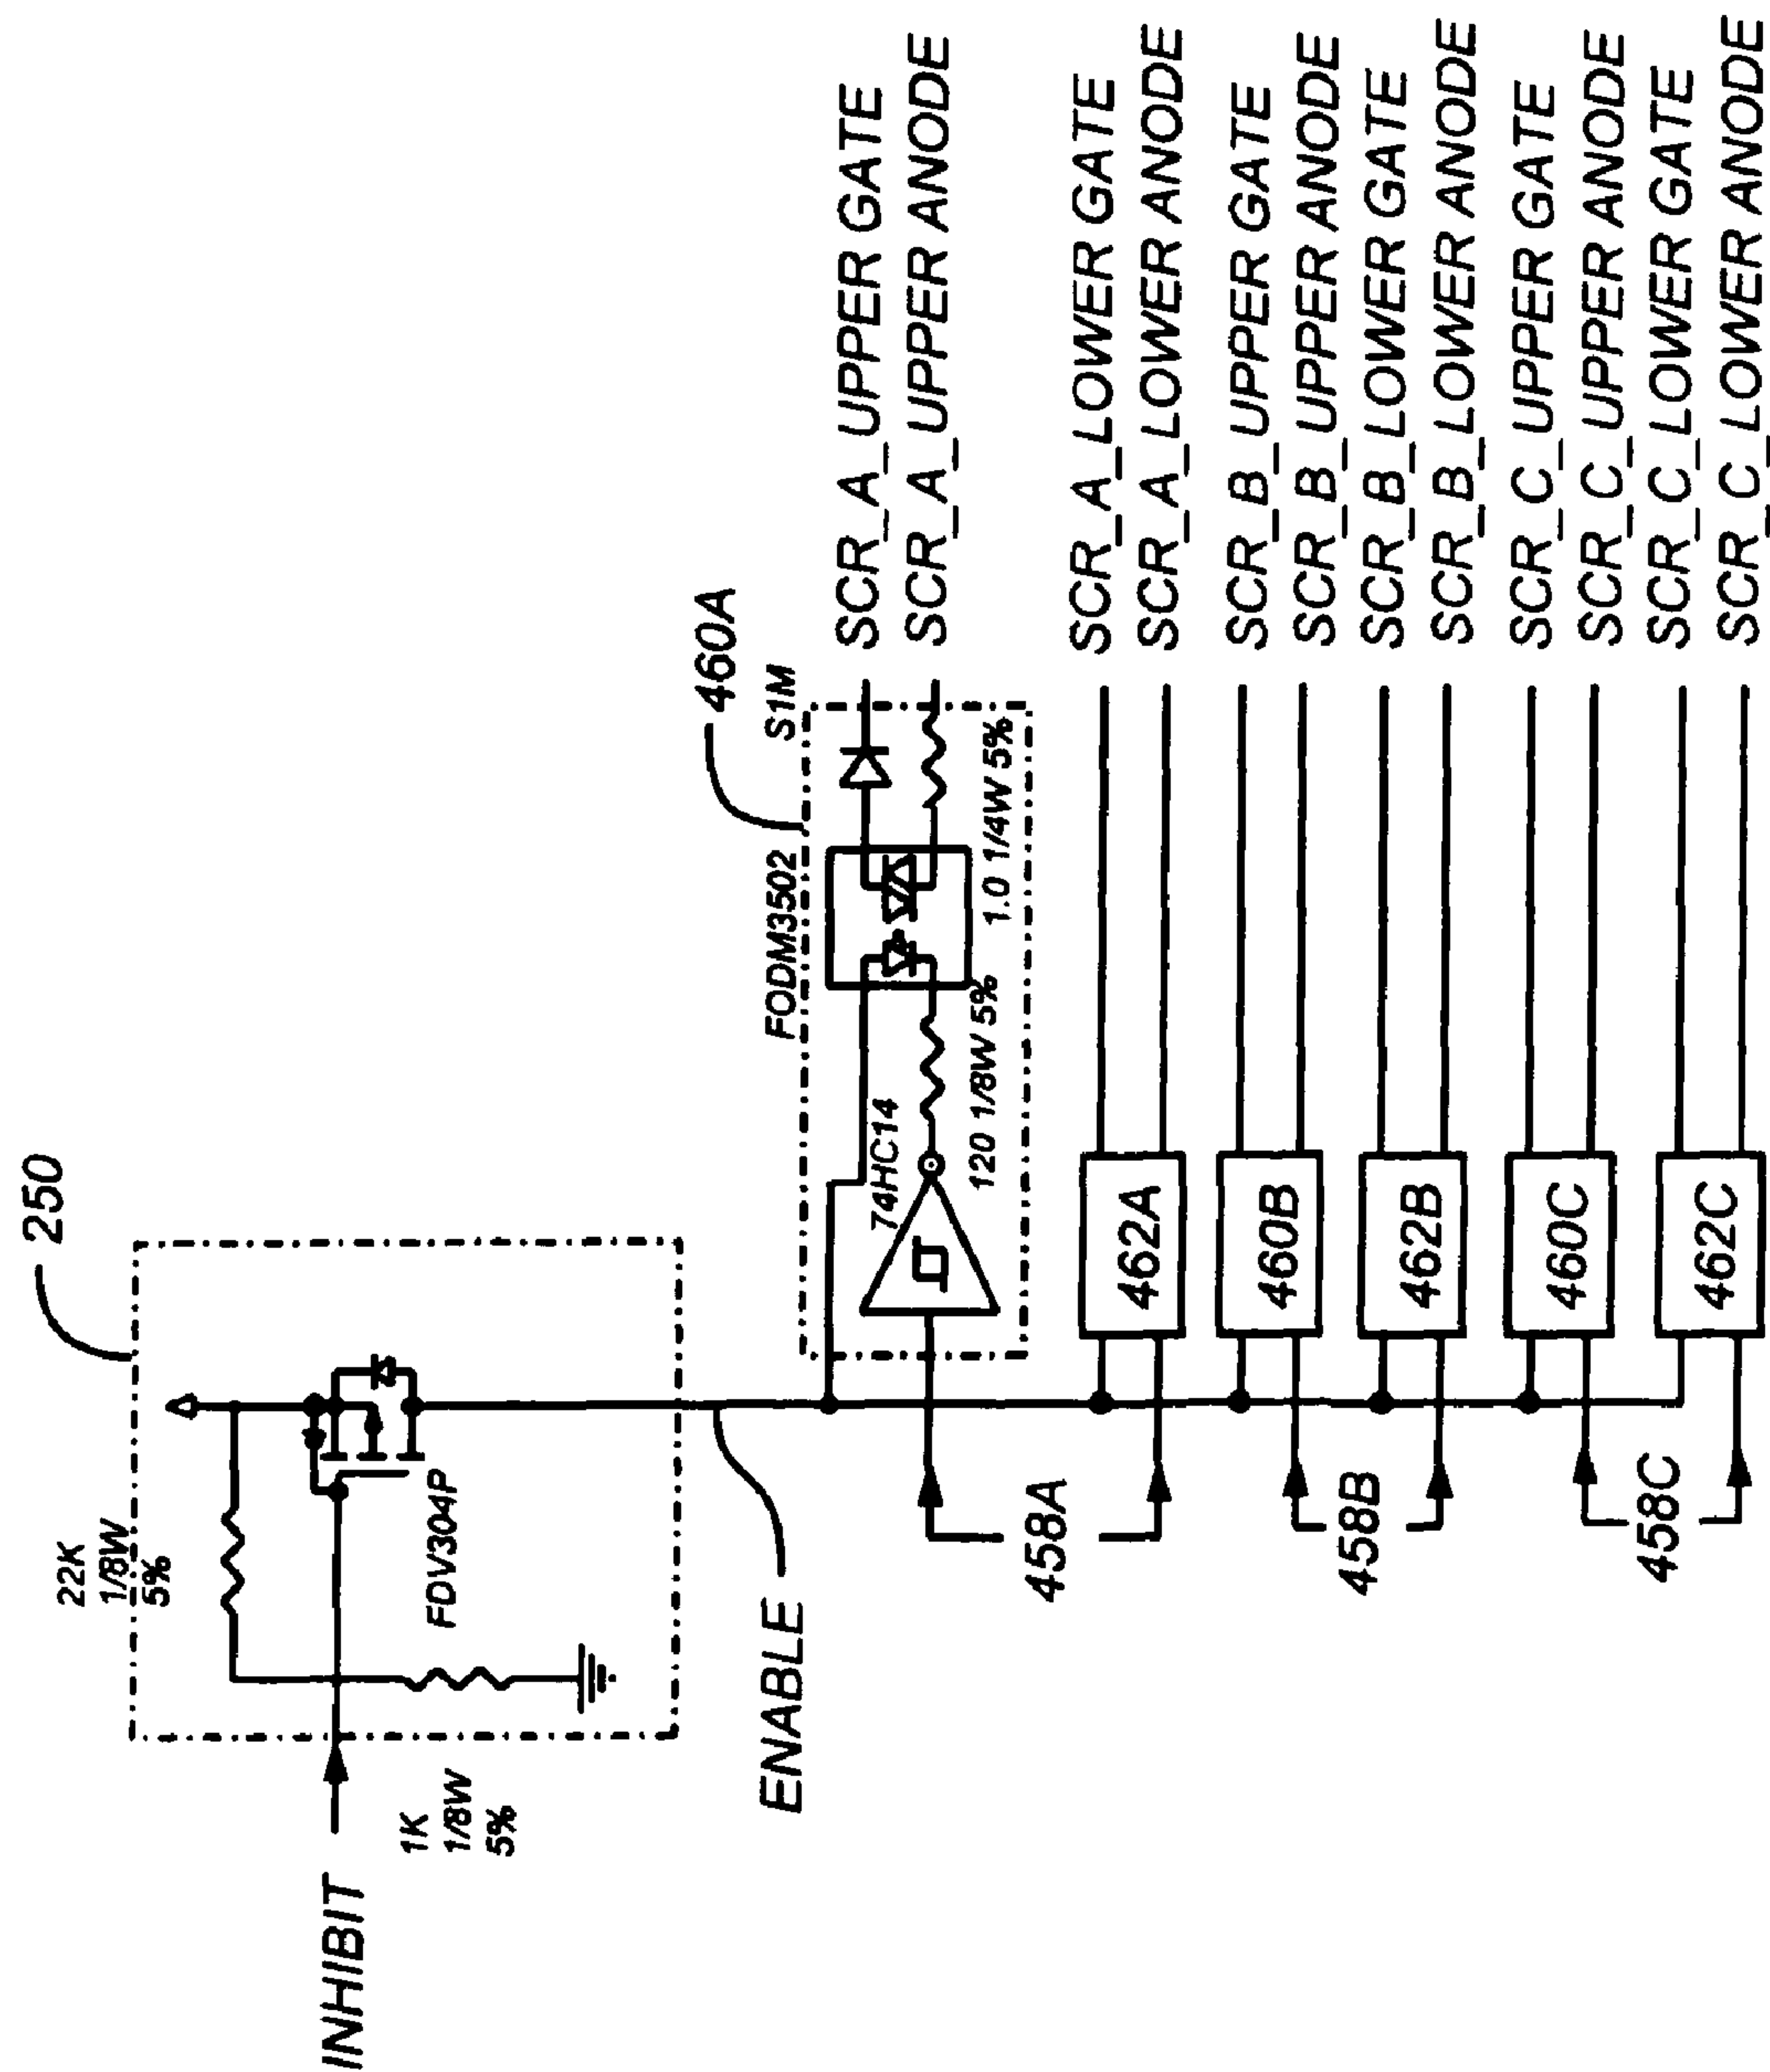 250
22K
1/8W
5%
FDV304P
INHIBIT
1K
1/8W
5%
ENABLE
460A
FODM3502
S1M
74HC14
120 1/8W 5%
1.0 1/4W 5%
SCR_A_UPPER GATE
SCR_A_UPPER ANODE
458A
462A
SCR_A_LOWER GATE
SCR_A_LOWER ANODE
458B
460B
SCR_B_UPPER GATE
SCR_B_UPPER ANODE
462B
SCR_B_LOWER GATE
SCR_B_LOWER ANODE
458C
460C
SCR_C_UPPER GATE
SCR_C_UPPER ANODE
462C
SCR_C_LOWER GATE
SCR_C_LOWER ANODE